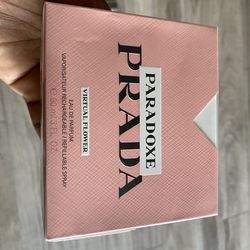 PARADOXE
PRADA
VIRTUAL FLOWER
EAU DE PARFUM
VAPORISATEUR RECHARGEABLE / REFILLABLE SPRAY